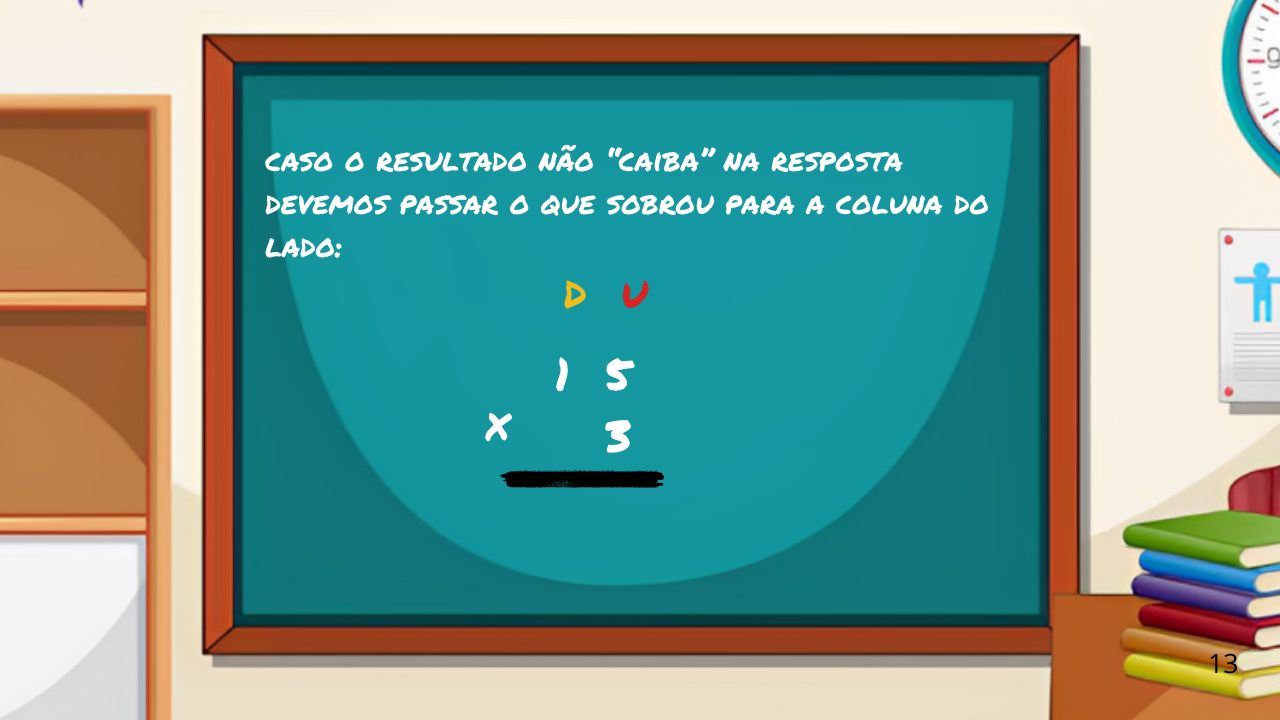 CASO O RESULTADO NÃO "CAIBA" NA RESPOSTA
DEVEMOS PASSAR O QUE SOBROU PARA A COLUNA DO
LADO:
D U
1 5
x 3
13